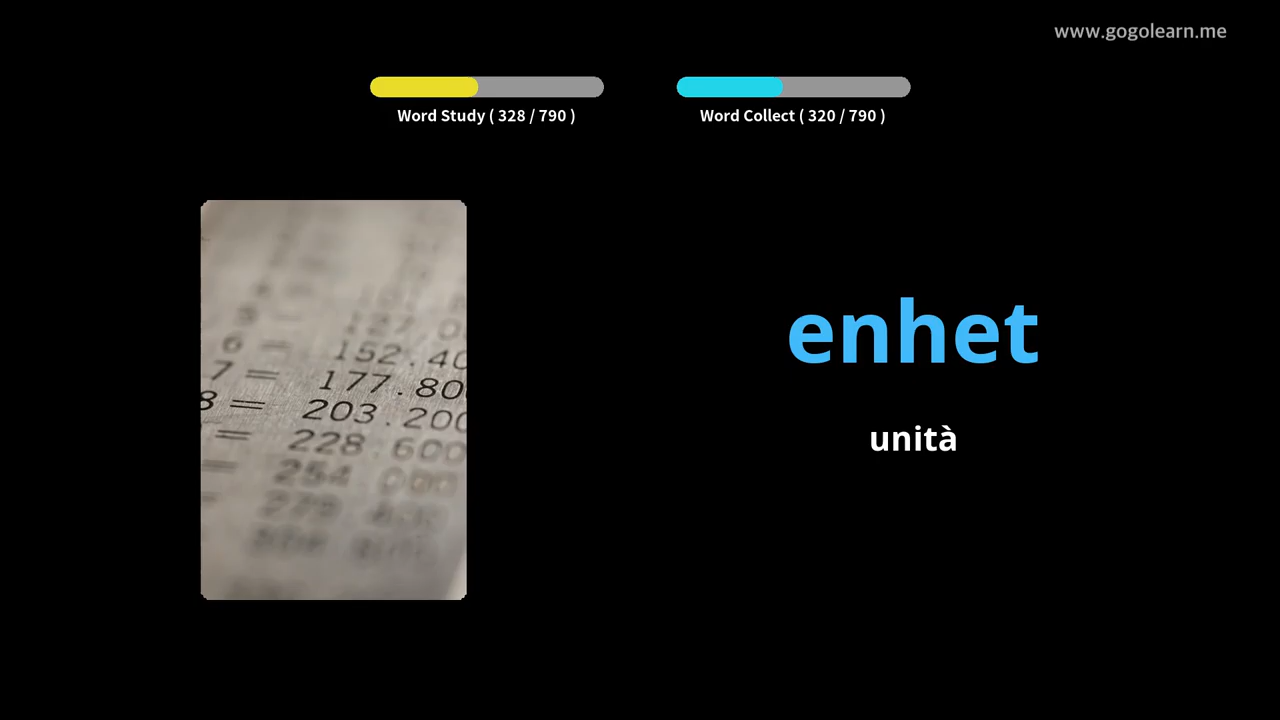 www.gogolearn.me
Word Study ( 328 / 790 )
Word Collect ( 320 / 790 )
6 =
152.40
7 = 177.80
8 = 203.200
= 228.600
254
enhet
unità